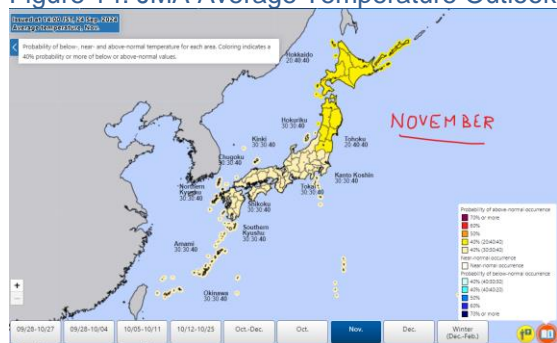 Figure 14: JMA Average Temperature Outlook
Issued at 14:00 JST, 24 Sep. 2024
Average temperature, Nov.
Probability of below-, near- and above-normal temperature for each area. Coloring indicates a
40% probability or more of below or above-normal values.
Hokkaido
20:40:40
Hokuriku
30:30:40
NOVEMBER
Kinki
30:30:40
Tohoku
20:40:40
Chugoku
30:30:40
Kanto Koshin
30:30:40
Northern
Kyushu
30:30:40
Tokai
30:30:40
Shikoku
30:30:40
Southern
Kyushu
30:30:40
Amami
30:30:40
Okinawa
30:30:40
Probability of above-normal occurrence
70% or more
60%
50%
40% (20:40:40)
40% (30:30:40)
Near-normal occurrence
Near-normal occurrence
Probability of below-normal occurrence
40% (40:30:30)
40% (40:40:20)
50%
60%
70% or more
+
-
09/28-10/27
09/28-10/04
10/05-10/11
10/12-10/25
Oct.-Dec.
Oct.
Nov.
Dec.
Winter
(Dec.-Feb.)